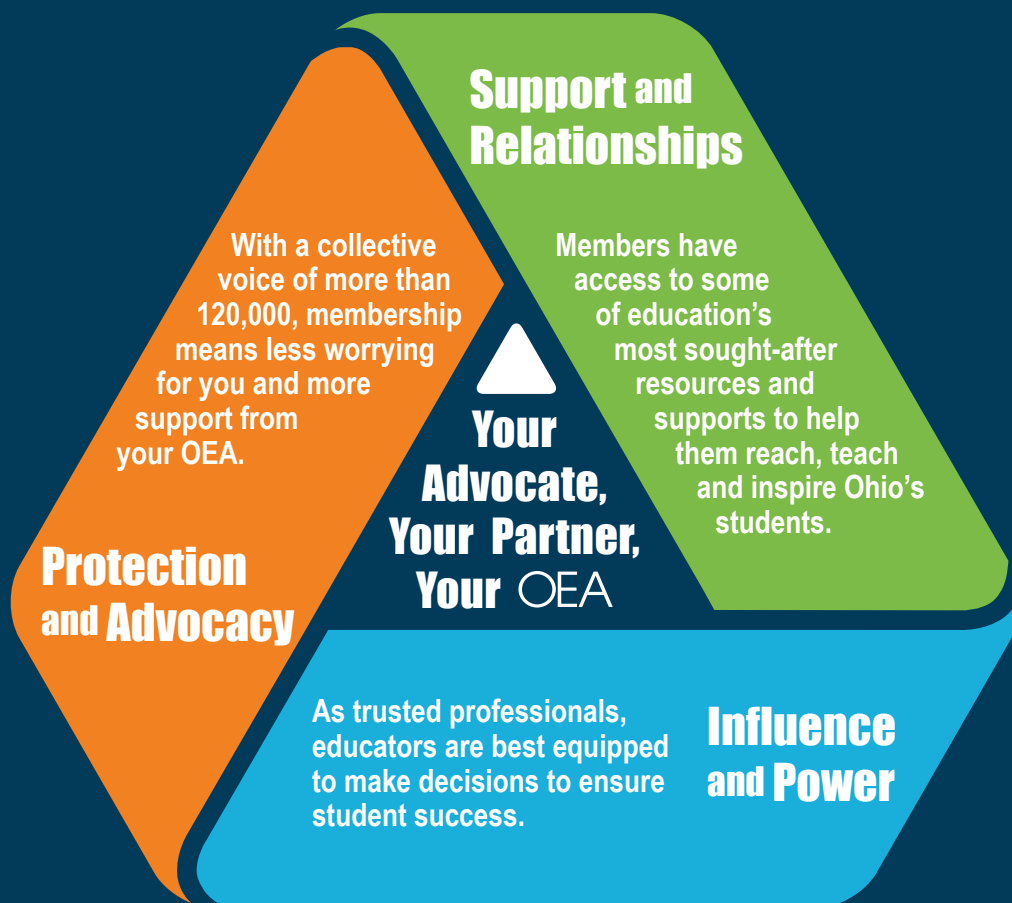 Support and
Relationships
Members have
access to some
of education's
most sought-after
resources and
supports to help
them reach, teach
and inspire Ohio's
students.
With a collective
voice of more than
120,000, membership
means less worrying
for you and more
support from
your OEA.
Protection
and Advocacy
Your
Advocate,
Your Partner,
Your OEA
As trusted professionals,
educators are best equipped
to make decisions to ensure
student success.
Influence
and Power